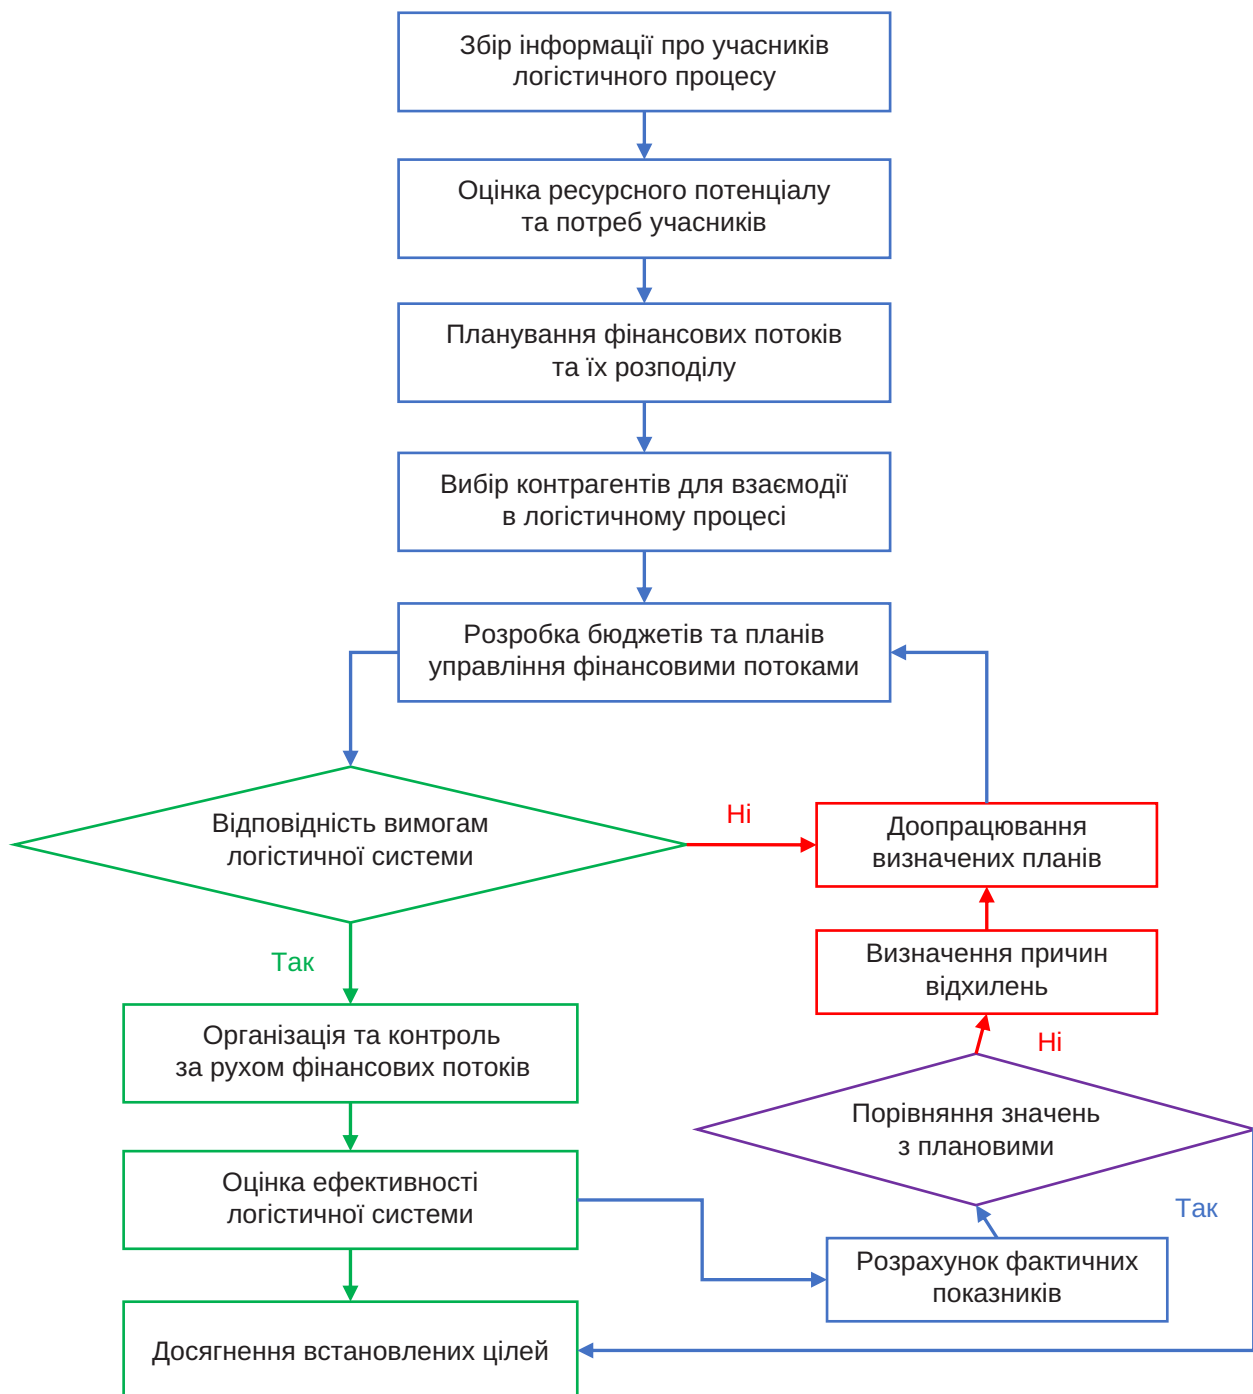 Збір інформації про учасників
логістичного процесу
Оцінка ресурсного потенціалу
та потреб учасників
Планування фінансових потоків
та їх розподілу
Вибір контрагентів для взаємодії
в логістичному процесі
Розробка бюджетів та планів
управління фінансовими потоками
Відповідність вимогам
логістичної системи
Ні
Доопрацювання
визначених планів
Так
Визначення причин
відхилень
Організація та контроль
за рухом фінансових потоків
Ні
Порівняння значень
з плановими
Оцінка ефективності
логістичної системи
Так
Розрахунок фактичних
показників
Досягнення встановлених цілей